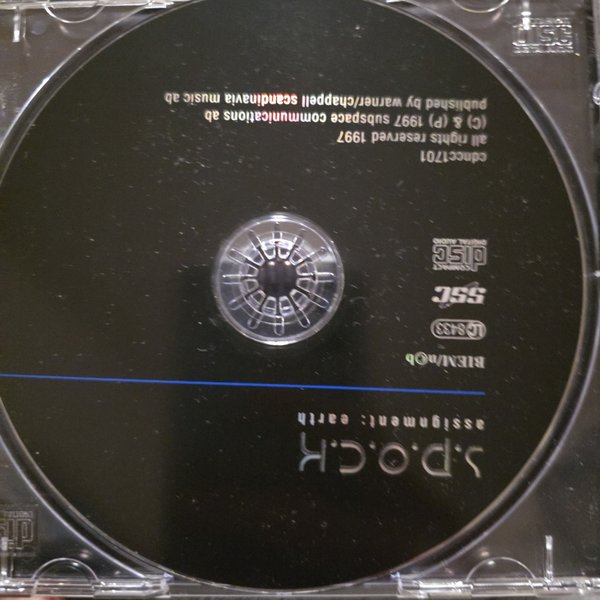 S.P.O.C.K
assignment: earth
BIEM/n©b
LC 8433
SSC
COMPACT
disc
DIGITAL AUDIO
cdncc1701
all rights reserved 1997
(C) & (P) 1997 subspace communications ab
published by warner/chappell scandinavia music ab